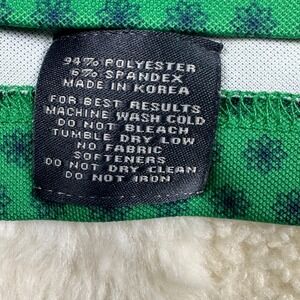 94% POLYESTER
6% SPANDEX
MADE IN KOREA
FOR BEST RESULTS
MACHINE WASH COLD
DO NOT BLEACH
TUMBLE DRY LOW
NO FABRIC
SOFTENERS
DO NOT DRY CLEAN
DO NOT IRON